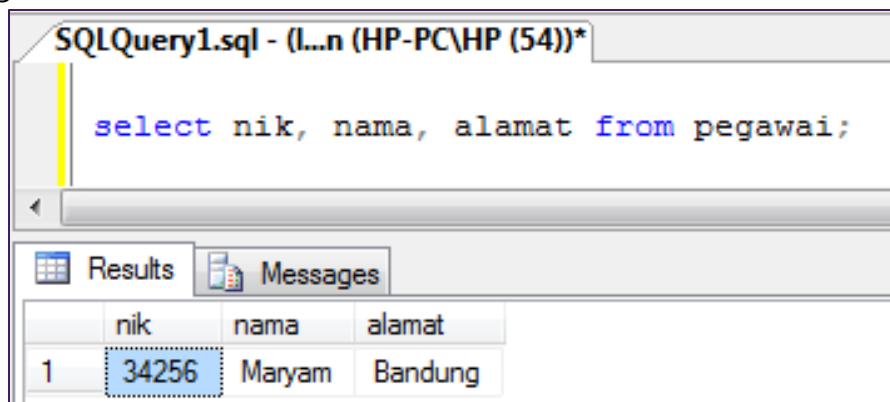 SQLQuery1.sql - (l...n (HP-PC\HP (54))*
select nik, nama, alamat from pegawai;
Results Messages
nik nama alamat
1 34256 Maryam Bandung